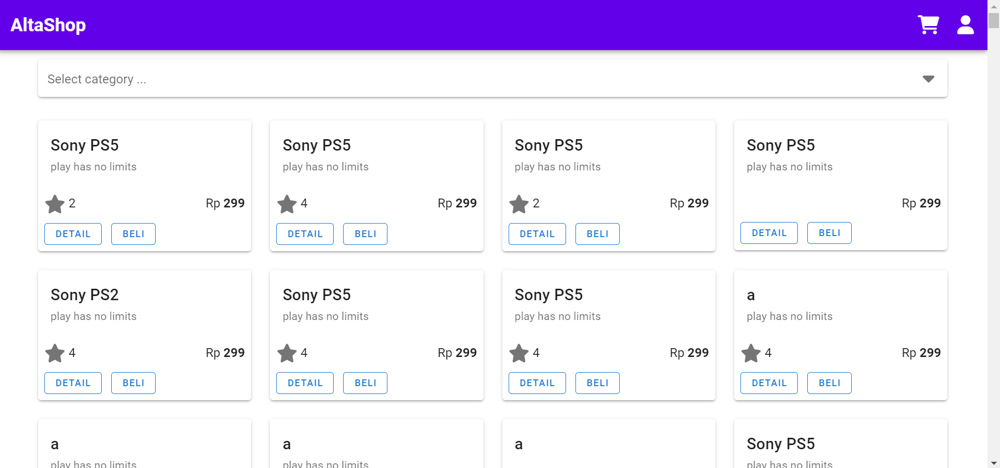 AltaShop
Select category ...
Sony PS5
play has no limits
2
Rp 299
DETAIL
BELI
Sony PS5
play has no limits
4
Rp 299
DETAIL
BELI
Sony PS5
play has no limits
2
Rp 299
DETAIL
BELI
Sony PS5
play has no limits
Rp 299
DETAIL
BELI
Sony PS2
play has no limits
4
Rp 299
DETAIL
BELI
Sony PS5
play has no limits
4
Rp 299
DETAIL
BELI
Sony PS5
play has no limits
4
Rp 299
DETAIL
BELI
a
play has no limits
4
Rp 299
DETAIL
BELI
a
play has no limits
a
play has no limits
a
Sony PS5
play has no limits